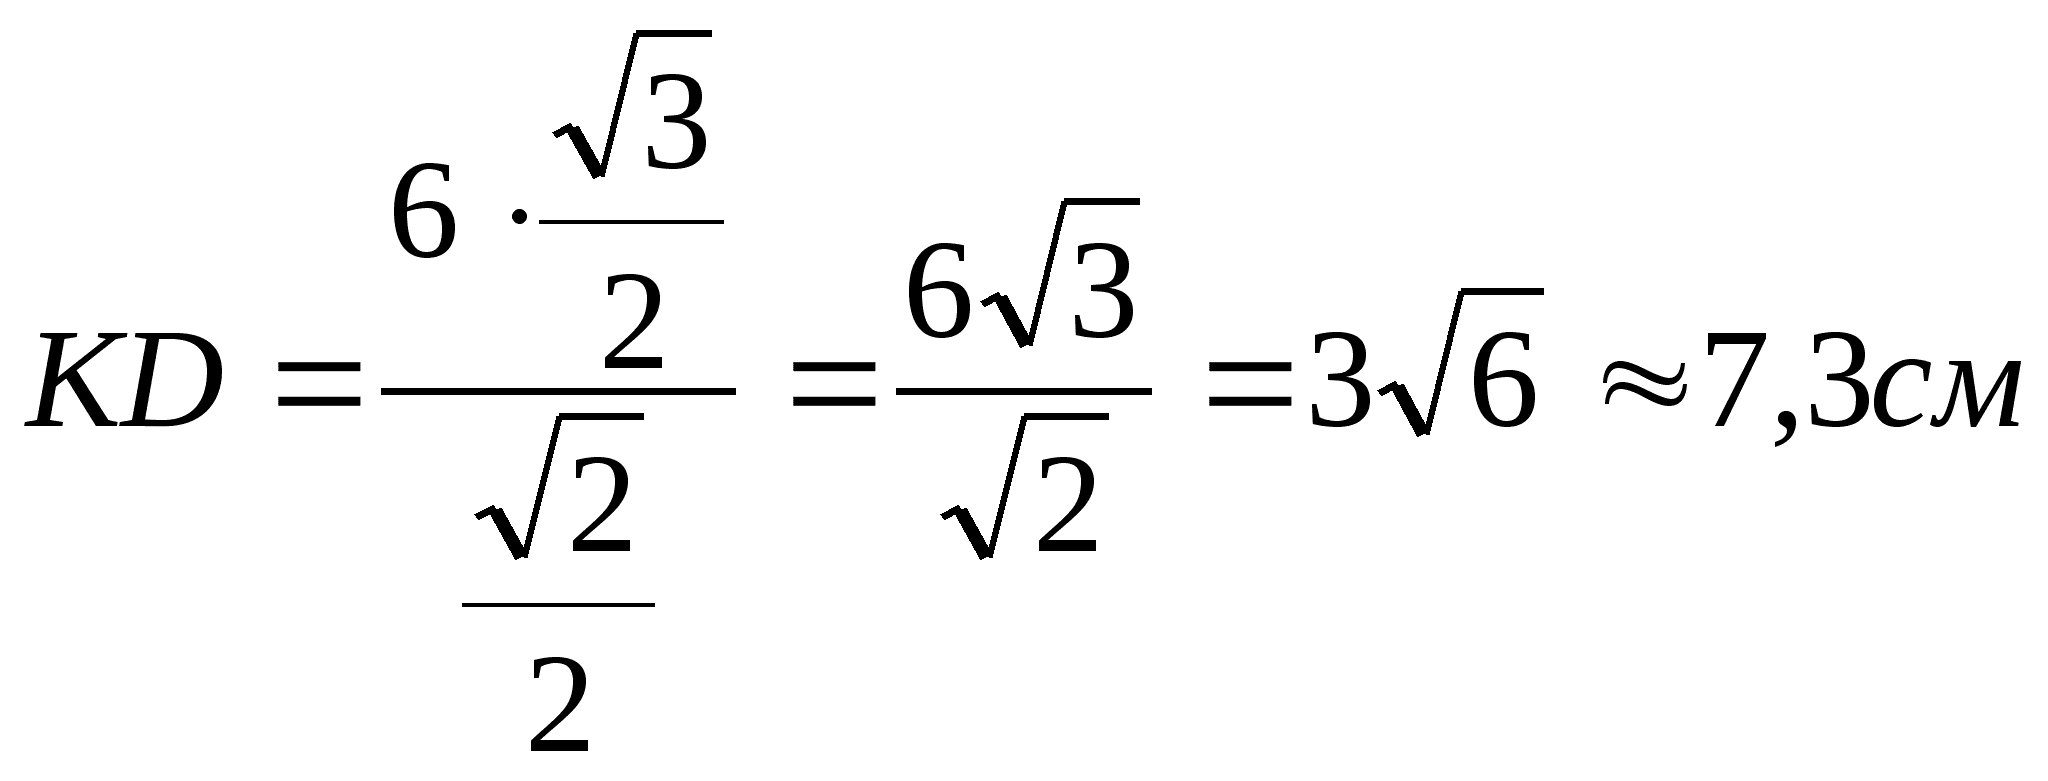 KD = (6 · √3/2)/(√2/2) = 6√3/√2 = 3√6 ≈ 7,3см